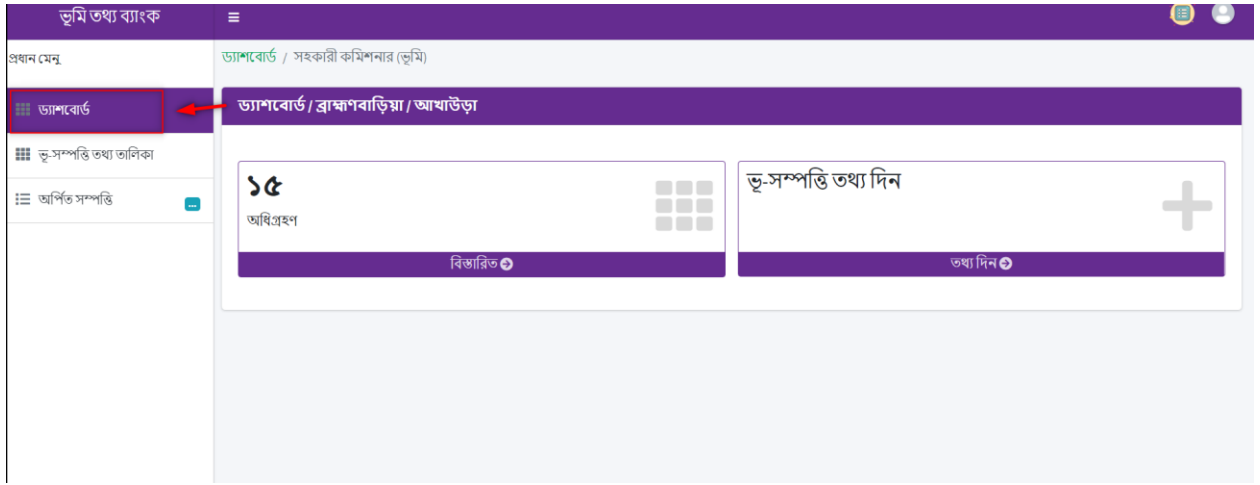 ভূমি তথ্য ব্যাংক
প্রধান মেনু
ড্যাশবোর্ড / সহকারী কমিশনার (ভূমি)
ড্যাশবোর্ড
ড্যাশবোর্ড / ব্রাহ্মণবাড়িয়া / আখাউড়া
ভূ-সম্পত্তি তথ্য তালিকা
অর্পিত সম্পত্তি
১৫
অধিগ্রহণ
বিস্তারিত
ভূ-সম্পত্তি তথ্য দিন
তথ্য দিন